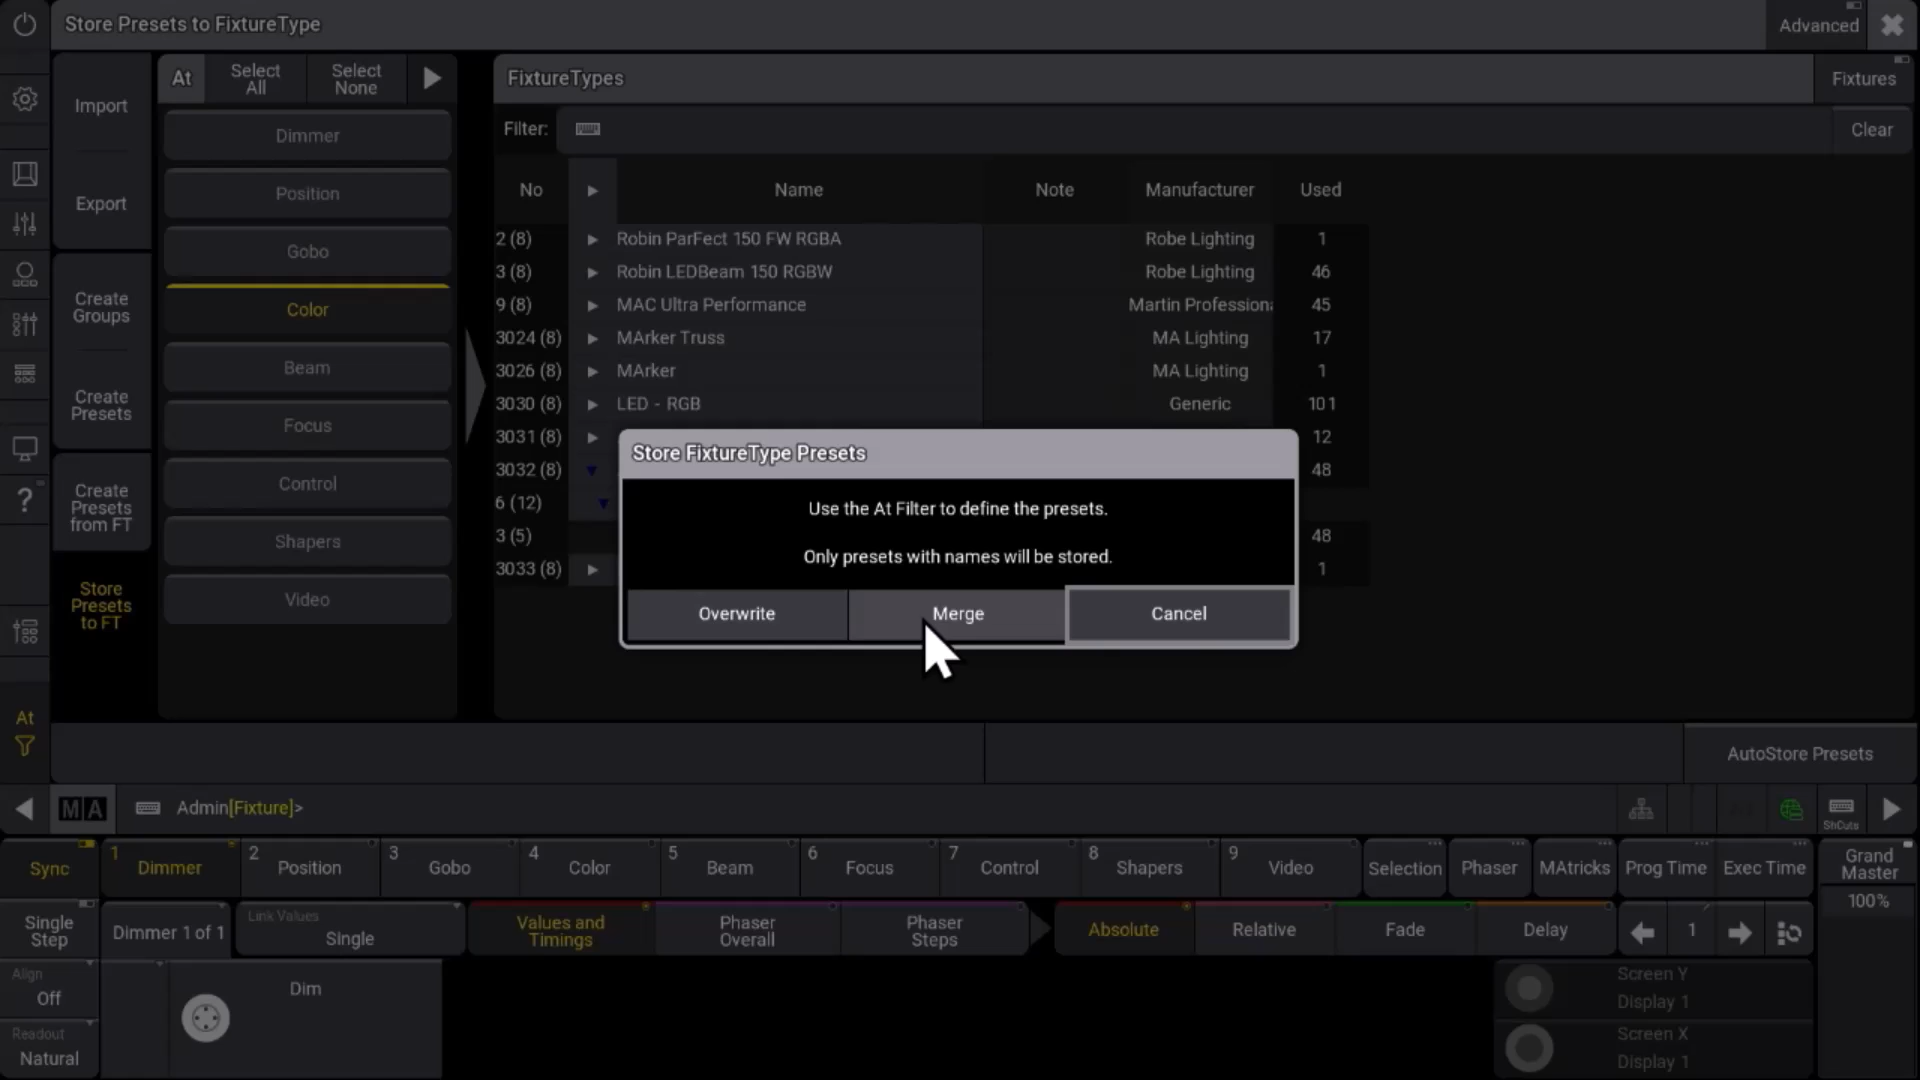 Store Presets to FixtureType
Advanced
Import
Export
Create
Groups
Create
Presets
Create
Presets
from FT
Store
Presets
to FT
At
Select
All
Select
None
Dimmer
Position
Gobo
Color
Beam
Focus
Control
Shapers
Video
FixtureTypes
Fixtures
Filter:
Clear
No
Name
Note
Manufacturer
Used
2 (8)
Robin ParFect 150 FW RGBA
Robe Lighting
1
3 (8)
Robin LEDBeam 150 RGBW
Robe Lighting
46
9 (8)
MAC Ultra Performance
Martin Professiona
45
3024 (8)
MArker Truss
MA Lighting
17
3026 (8)
MArker
MA Lighting
1
3030 (8)
LED - RGB
Generic
101
3031 (8)
12
3032 (8)
48
6 (12)
3 (5)
48
3033 (8)
1
Store FixtureType Presets
Use the At Filter to define the presets.
Only presets with names will be stored.
Overwrite
Merge
Cancel
?
At
AutoStore Presets
MA
Admin[Fixture]>
ShCuts
Sync
1 Dimmer
2 Position
3 Gobo
4 Color
5 Beam
6 Focus
7 Control
8 Shapers
9 Video
Selection
Phaser
MAtricks
Prog Time
Exec Time
Grand
Master
100%
Single
Step
Dimmer 1 of 1
Link Values
Single
Values and
Timings
Phaser
Overall
Phaser
Steps
Absolute
Relative
Fade
Delay
1
Align
Off
Readout
Natural
Dim
Screen Y
Display 1
Screen X
Display 1